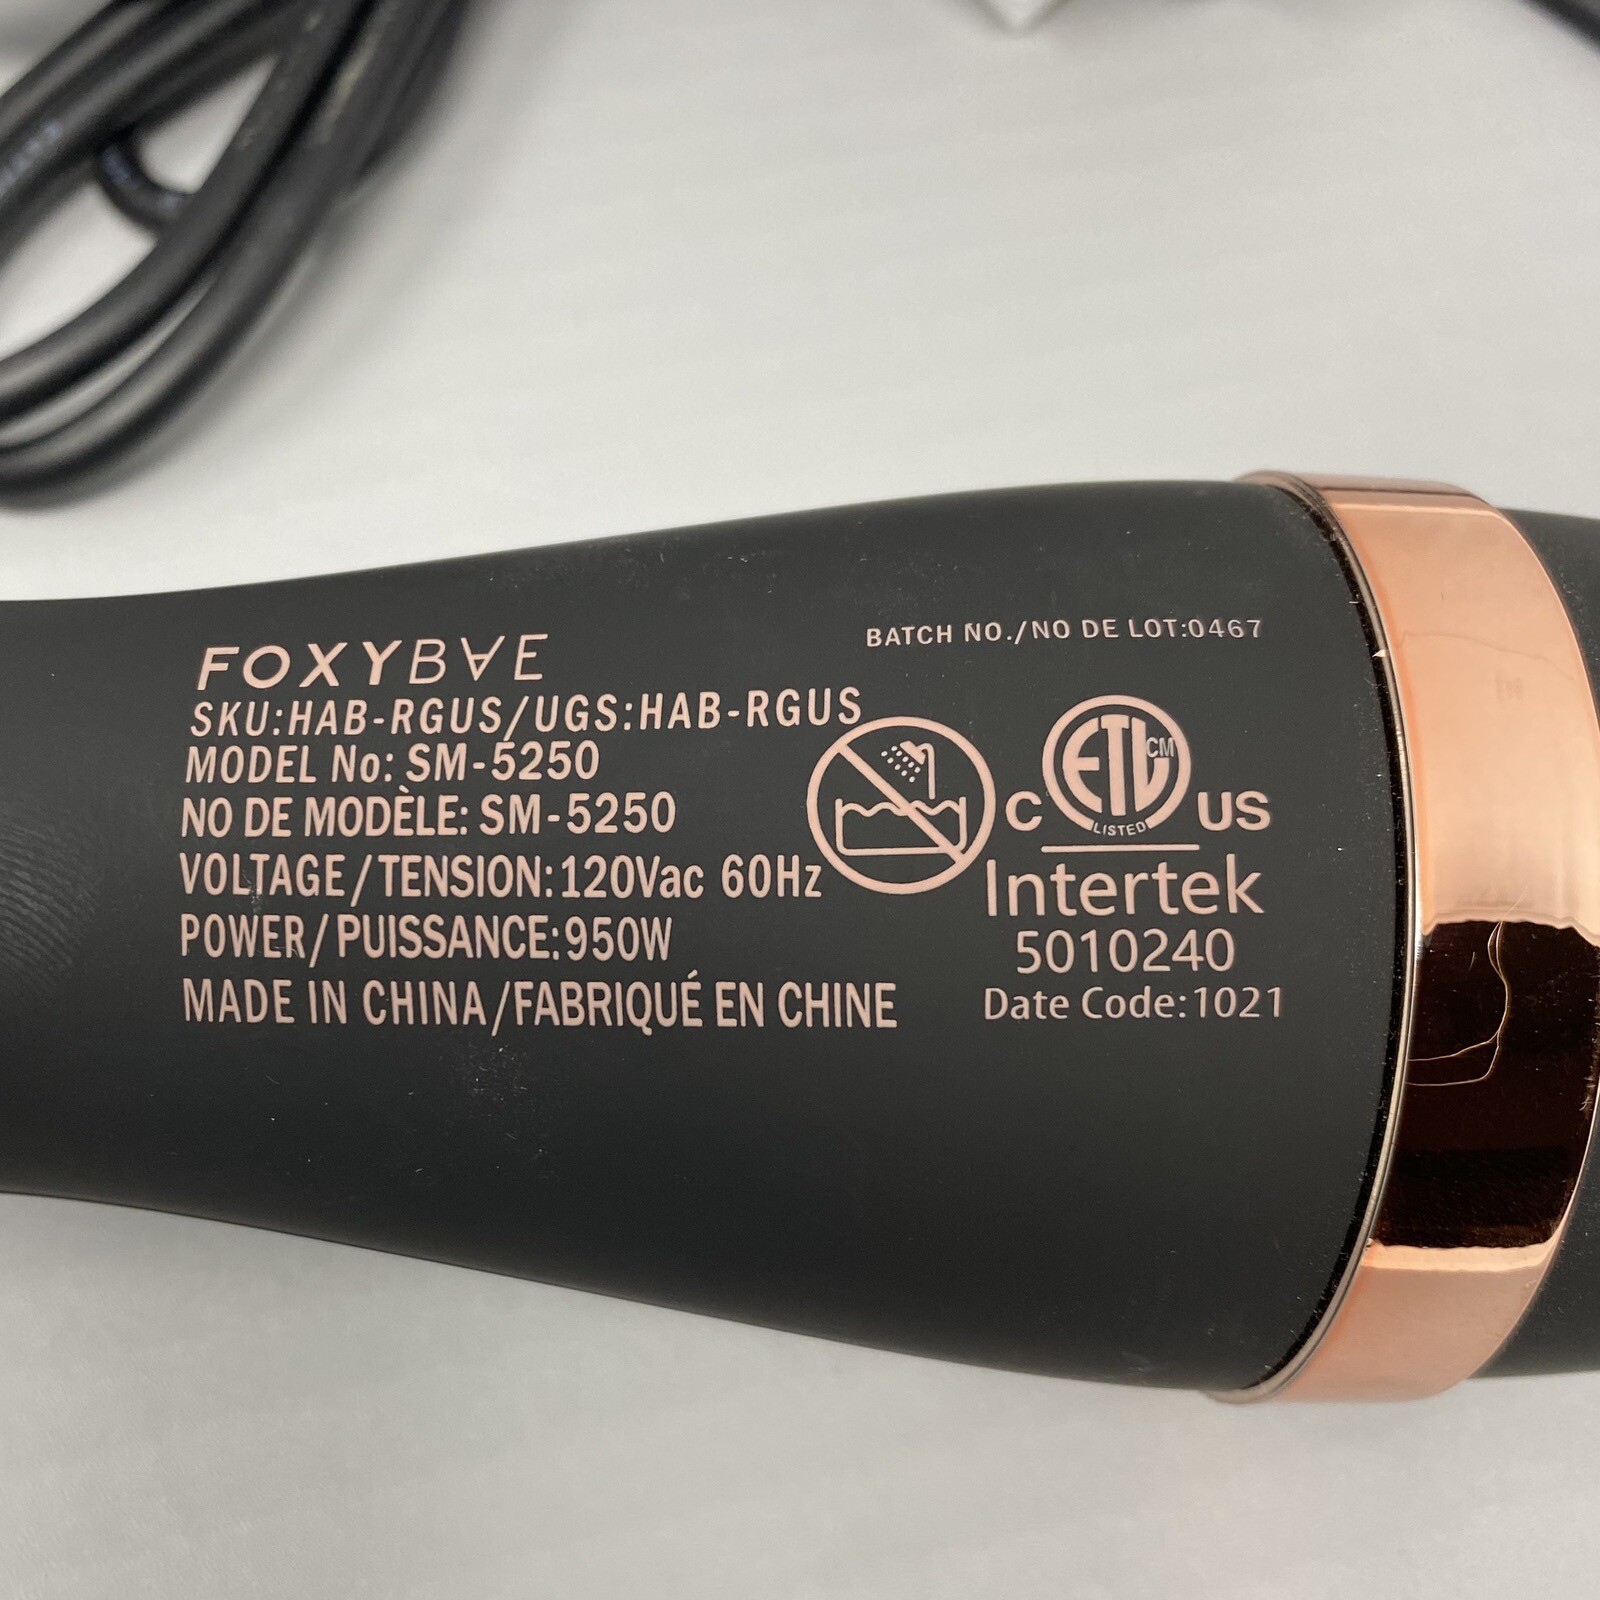 FOXYBAE
SKU:HAB-RGUS/UGS:HAB-RGUS
MODEL No: SM-5250
NO DE MODÈLE: SM-5250
VOLTAGE/TENSION:120Vac 60Hz
POWER/PUISSANCE:950W
MADE IN CHINA/FABRIQUÉ EN CHINE
BATCH NO./NO DE LOT:0467
C ETL CM US
LISTED
Intertek
5010240
Date Code:1021